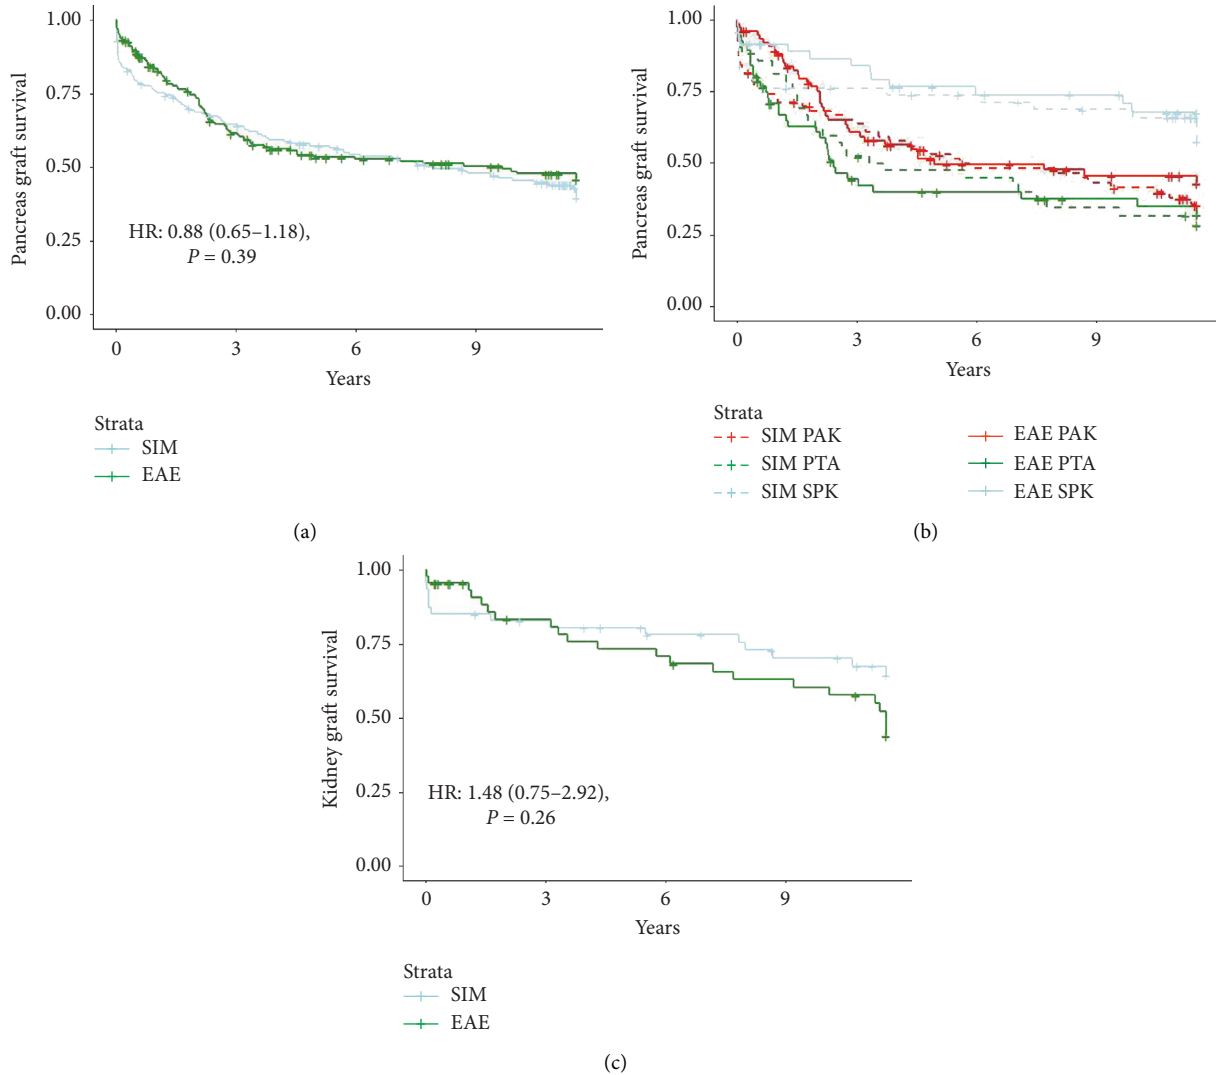 Pancreas graft survival
1.00
0.75
0.50
0.25
0.00
HR: 0.88 (0.65–1.18),
P = 0.39
0 3 6 9
Years
Strata
SIM
EAE
(a)
Pancreas graft survival
1.00
0.75
0.50
0.25
0.00
0 3 6 9
Years
Strata
SIM PAK EAE PAK
SIM PTA EAE PTA
SIM SPK EAE SPK
(b)
Kidney graft survival
1.00
0.75
0.50
0.25
0.00
HR: 1.48 (0.75–2.92),
P = 0.26
0 3 6 9
Years
Strata
SIM
EAE
(c)